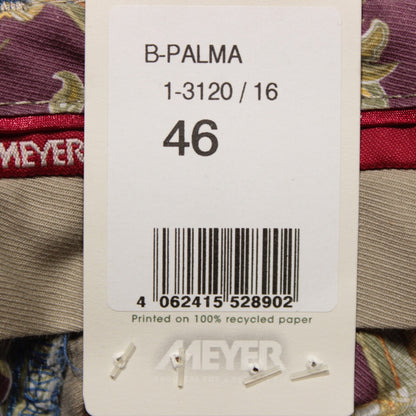 B-PALMA
1-3120 / 16
46
MEYER
4 062415 528902
Printed on 100% recycled paper
MEYER